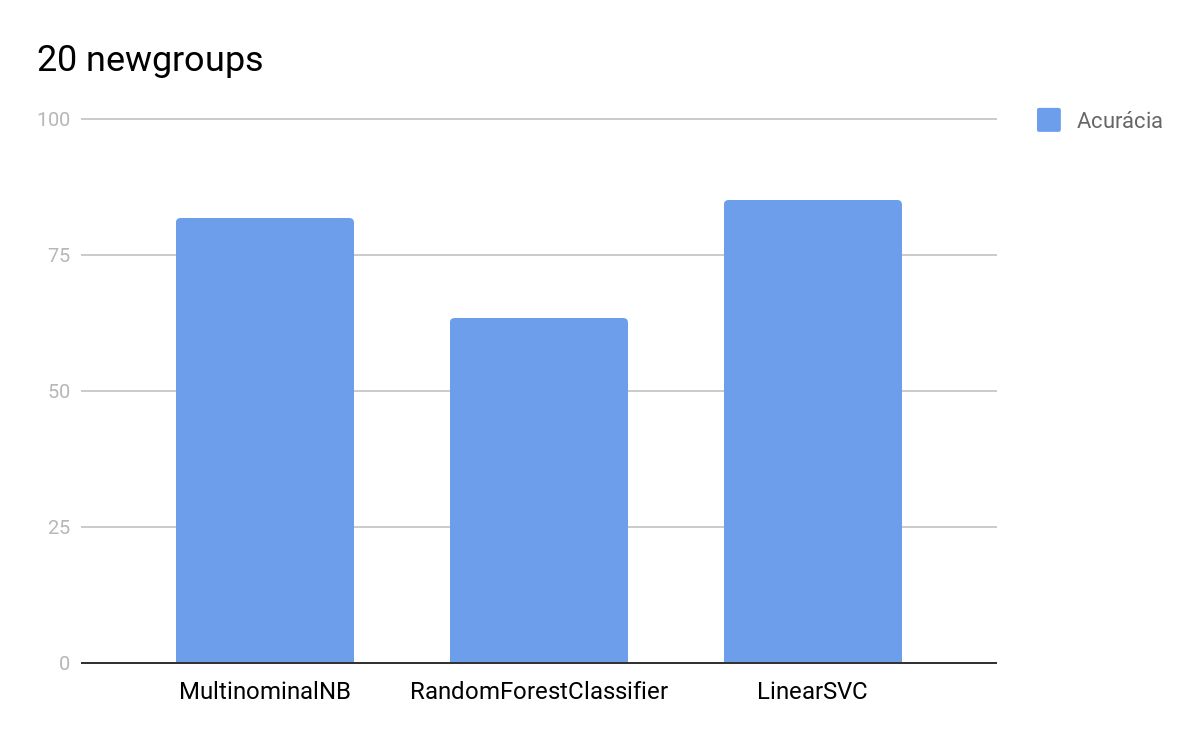 20 newgroups
Acurácia
100
75
50
25
0
MultinominalNB
RandomForestClassifier
LinearSVC